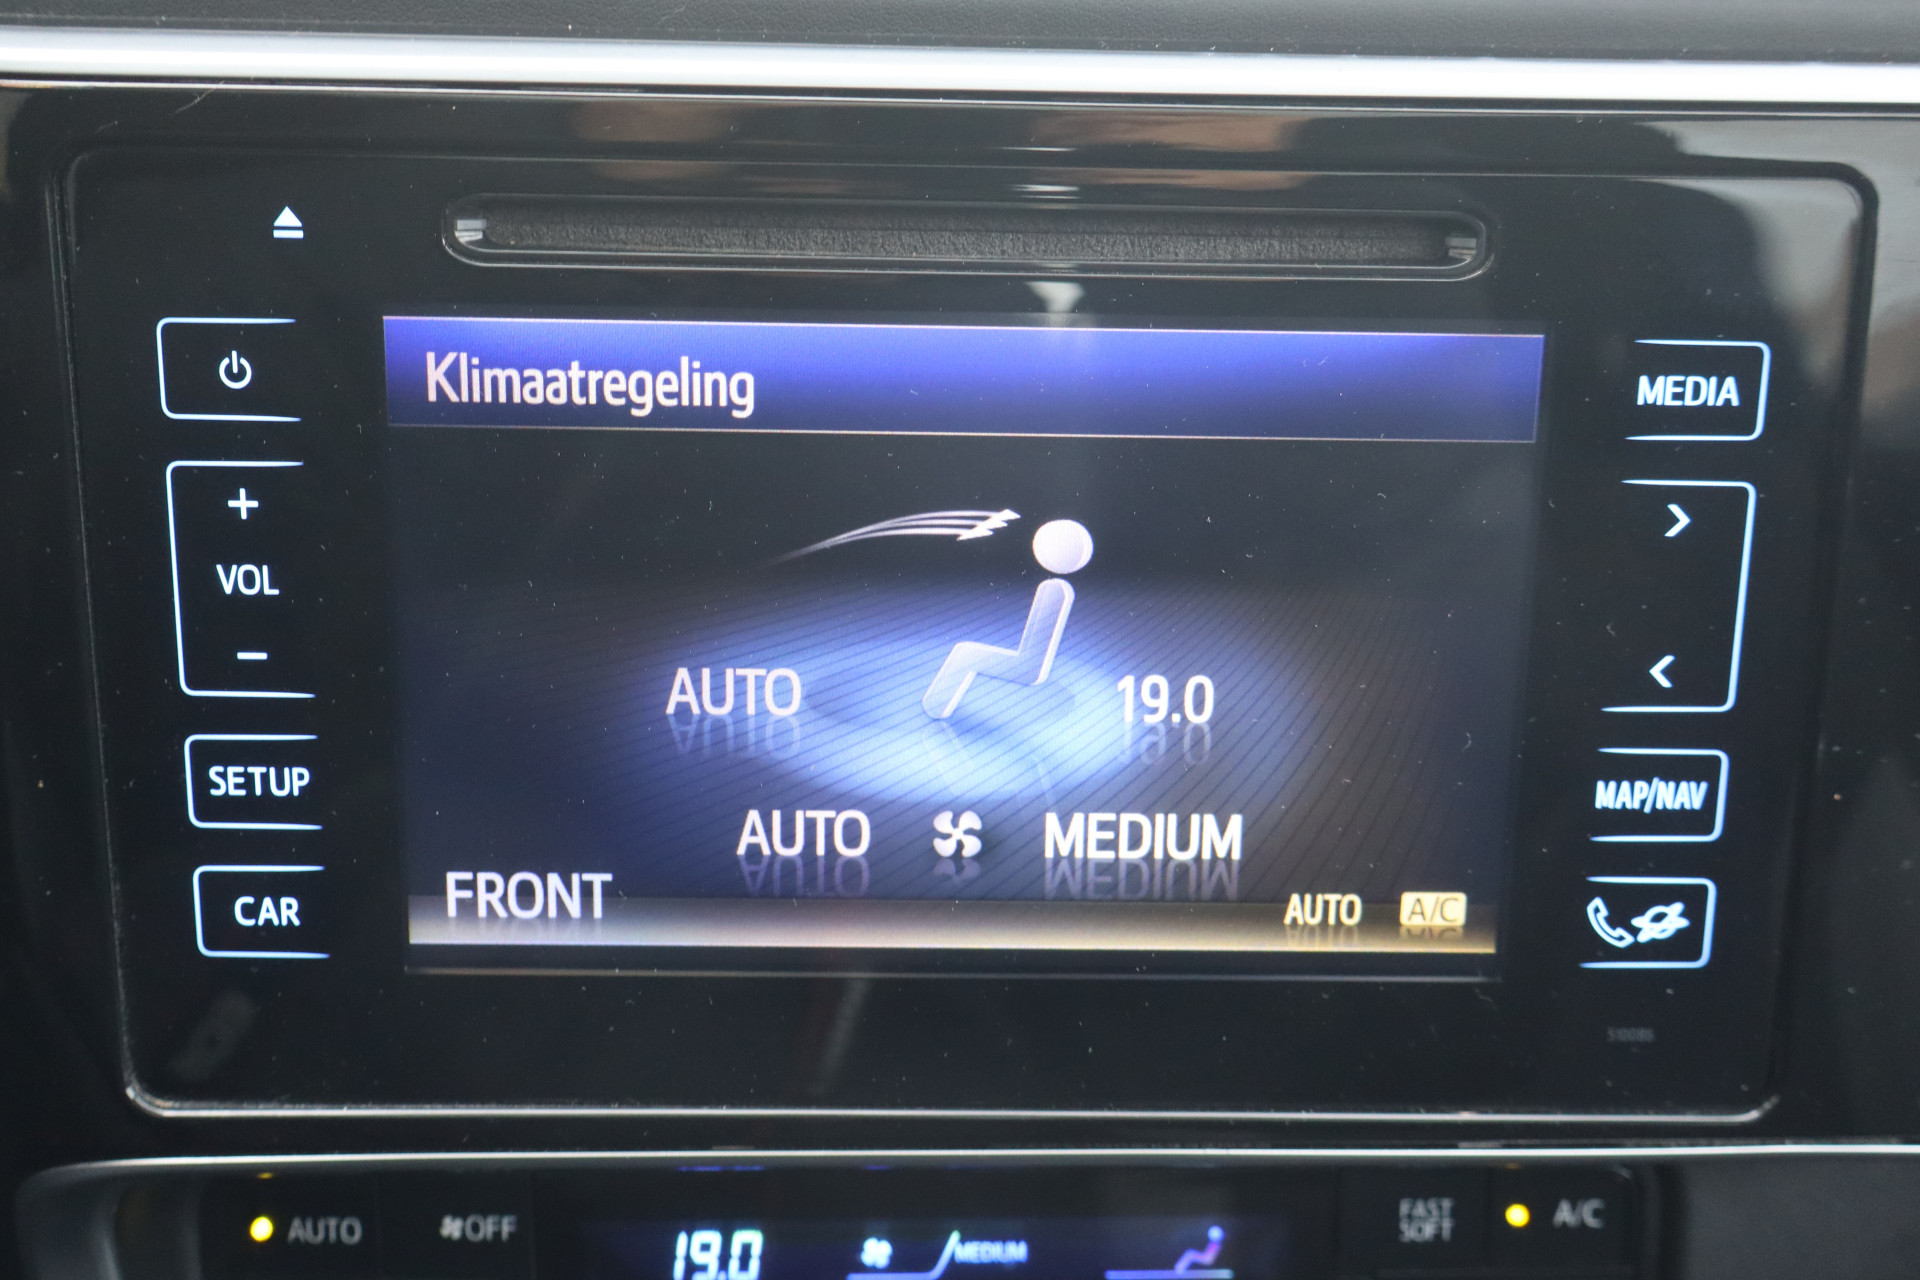 Klimaatregeling
MEDIA
VOL
AUTO 19.0
SETUP
MAP/NAV
AUTO MEDIUM
FRONT
CAR
AUTO A/C
510086
AUTO
OFF
19.0
MEDIUM
FAST
SOFT
A/C